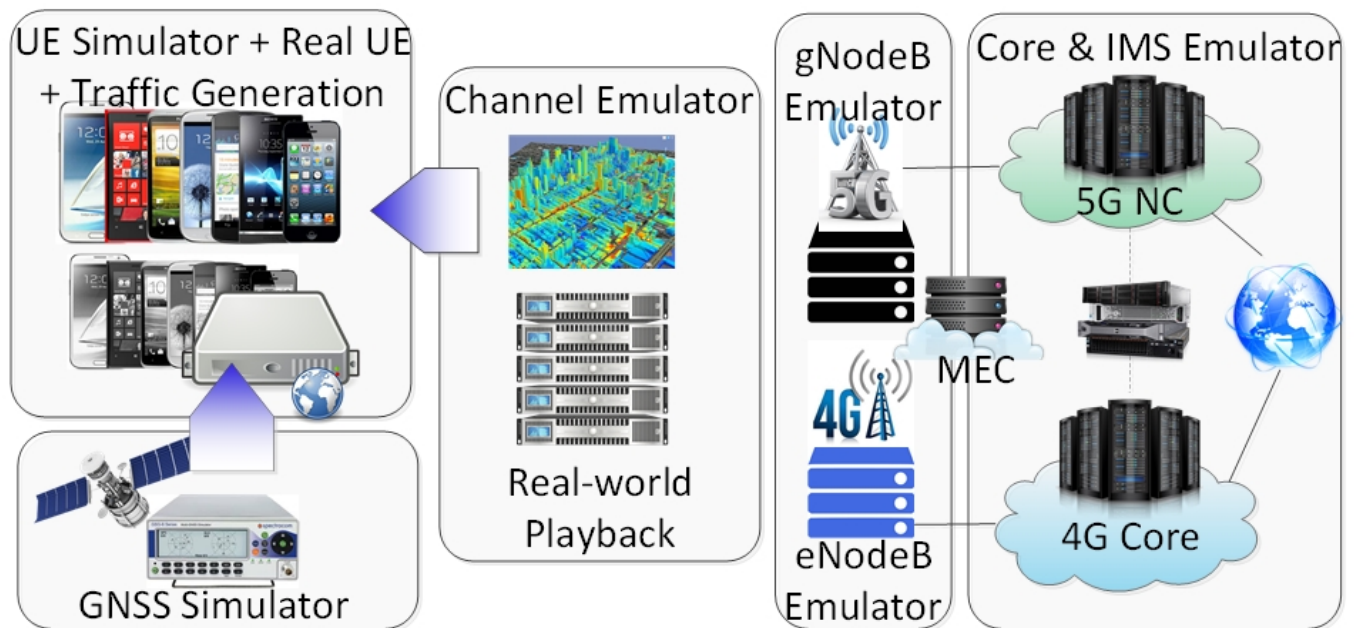 UE Simulator + Real UE
+ Traffic Generation
GNSS Simulator
spectracom
Channel Emulator
Real-world
Playback
gNodeB
Emulator
5G
MEC
4G
eNodeB
Emulator
Core & IMS Emulator
5G NC
4G Core